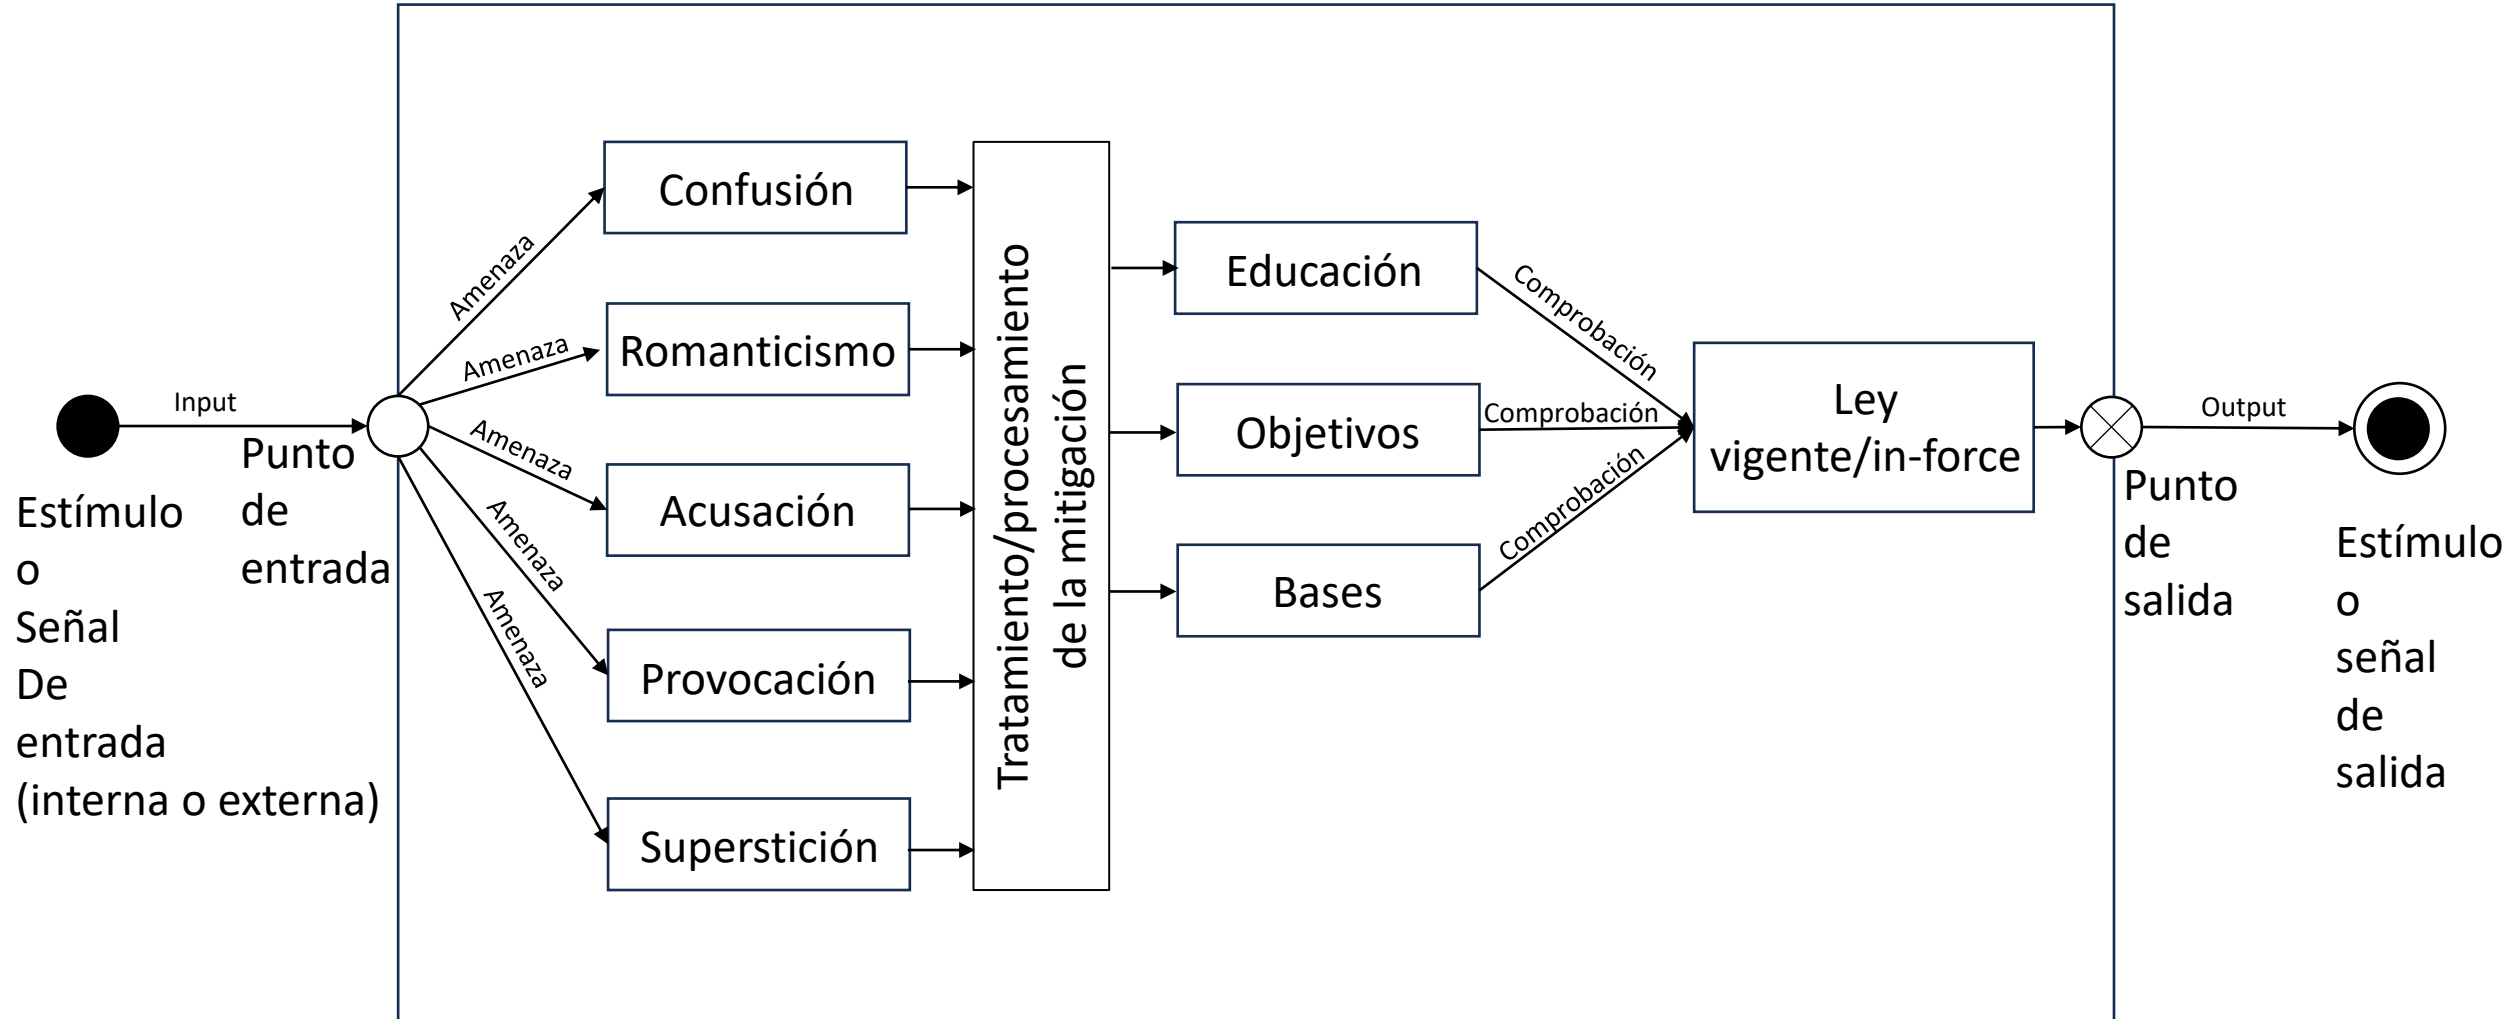 Input
Estímulo
o
Señal
De
entrada
(interna o externa)
Punto
de
entrada
Amenaza
Amenaza
Amenaza
Amenaza
Amenaza
Confusión
Romanticismo
Acusación
Provocación
Superstición
Tratamiento/procesamiento
de la mitigación
Educación
Objetivos
Bases
Comprobación
Comprobación
Comprobación
Ley
vigente/in-force
Punto
de
salida
Output
Estímulo
o
señal
de
salida